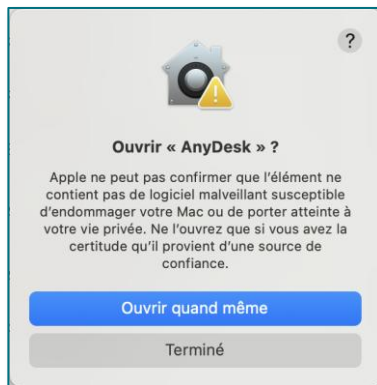 ?
Ouvrir « AnyDesk » ?
Apple ne peut pas confirmer que l’élément ne
contient pas de logiciel malveillant susceptible
d’endommager votre Mac ou de porter atteinte à
votre vie privée. Ne l’ouvrez que si vous avez la
certitude qu’il provient d’une source de
confiance.
Ouvrir quand même
Terminé